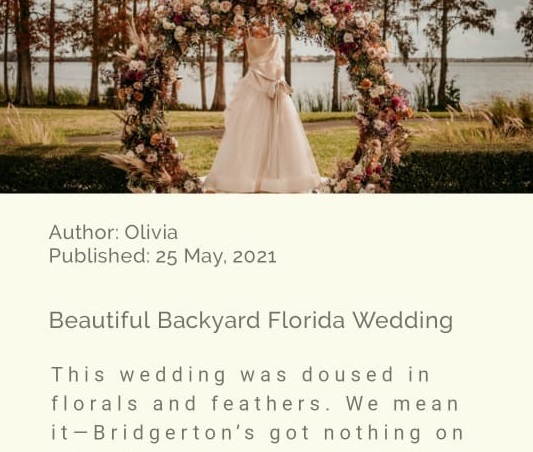 Author: Olivia
Published: 25 May, 2021
Beautiful Backyard Florida Wedding
This wedding was doused in
florals and feathers. We mean
it—Bridgerton's got nothing on